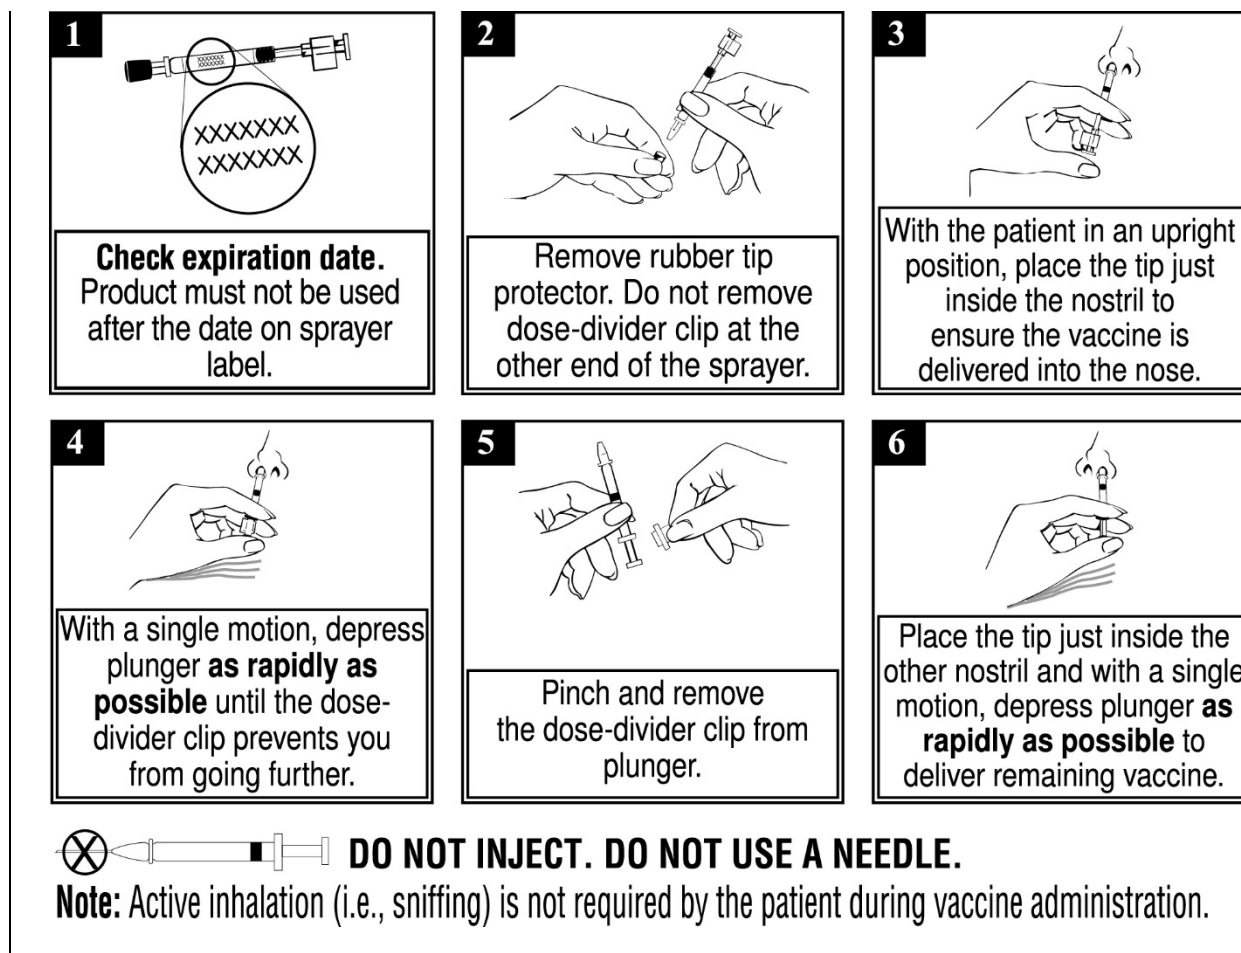 1
XXXXXXX
XXXXXXX
XXXXXXX
XXXXXXX
Check expiration date.
Product must not be used
after the date on sprayer
label.
2
Remove rubber tip
protector. Do not remove
dose-divider clip at the
other end of the sprayer.
3
With the patient in an upright
position, place the tip just
inside the nostril to
ensure the vaccine is
delivered into the nose.
4
With a single motion, depress
plunger as rapidly as
possible until the dose-
divider clip prevents you
from going further.
5
Pinch and remove
the dose-divider clip from
plunger.
6
Place the tip just inside the
other nostril and with a single
motion, depress plunger as
rapidly as possible to
deliver remaining vaccine.
X
DO NOT INJECT. DO NOT USE A NEEDLE.
Note: Active inhalation (i.e., sniffing) is not required by the patient during vaccine administration.